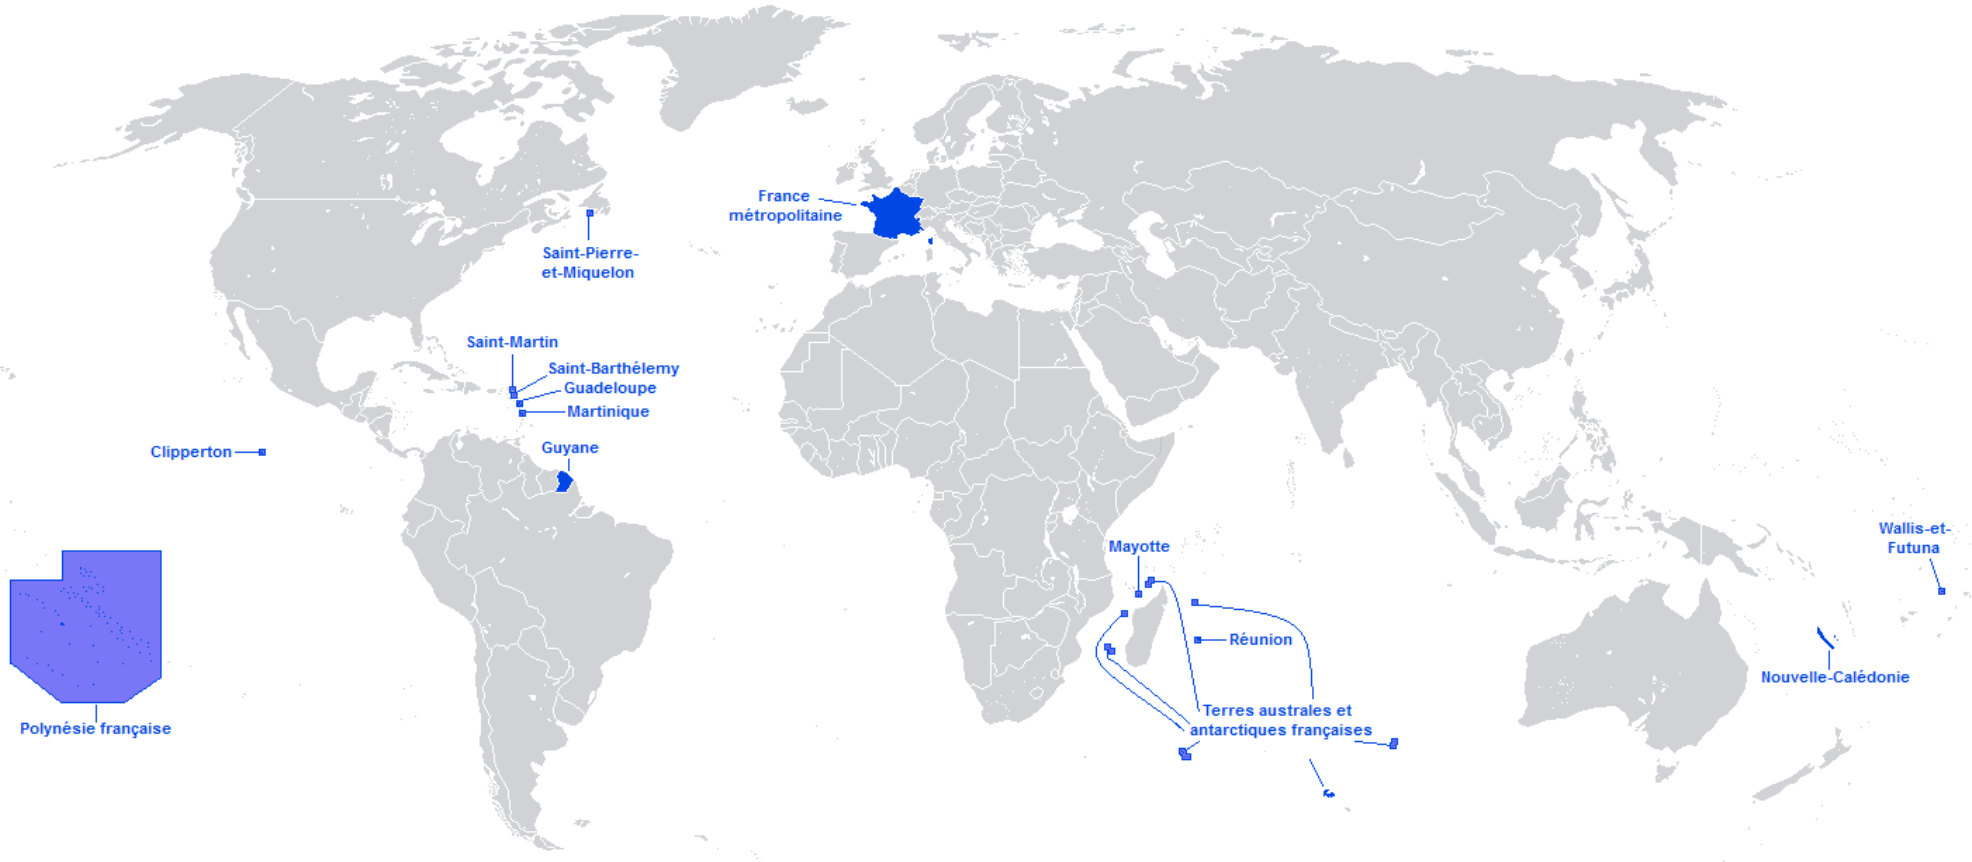 France
métropolitaine
Saint-Pierre-
et-Miquelon
Saint-Martin
Saint-Barthélemy
Guadeloupe
Martinique
Clipperton
Guyane
Wallis-et-
Futuna
Mayotte
Réunion
Nouvelle-Calédonie
Terres australes et
antarctiques françaises
Polynésie française